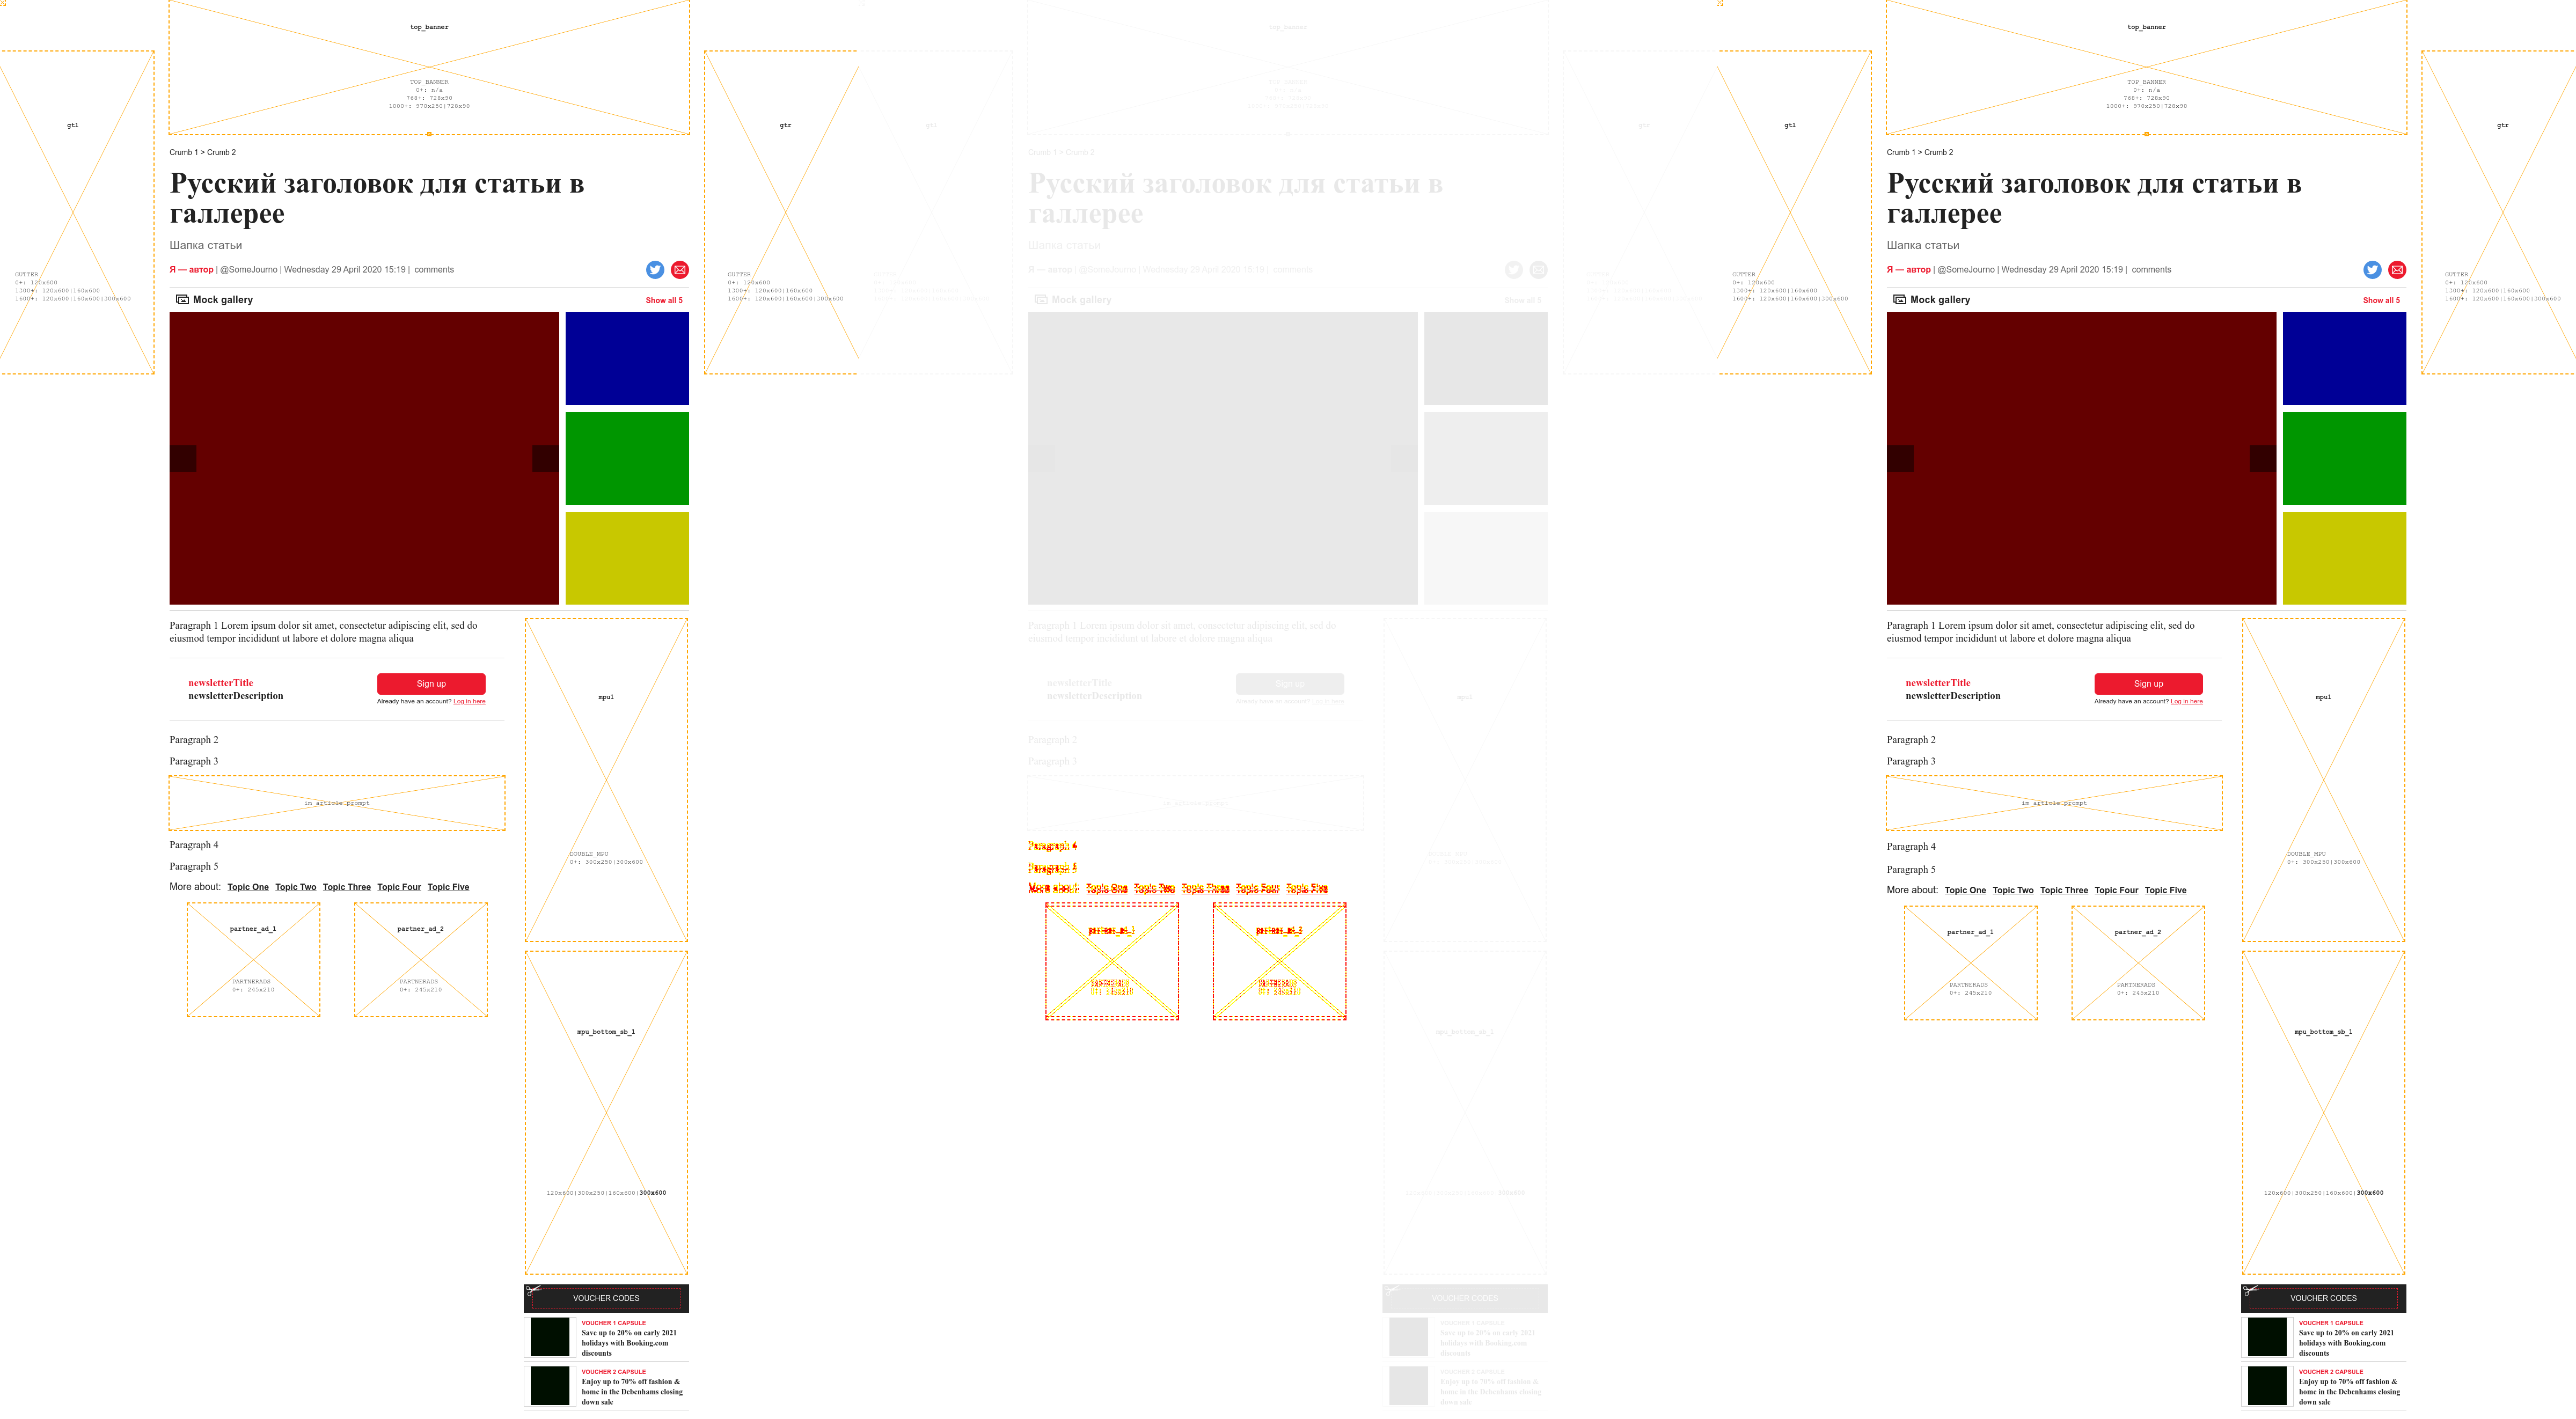 top_banner
TOP_BANNER
0+: n/a
768+: 728x90
1000+: 970x250|728x90
gtl
GUTTER
0+: 120x600
1300+: 120x600|160x600
1600+: 120x600|160x600|300x600
gtr
GUTTER
0+: 120x600
1300+: 120x600|160x600
1600+: 120x600|160x600|300x600
Crumb 1 > Crumb 2
Русский заголовок для статьи в
галлерее
Шапка статьи
Я — автор | @SomeJourno | Wednesday 29 April 2020 15:19 | comments
Mock gallery
Show all 5
Paragraph 1 Lorem ipsum dolor sit amet, consectetur adipiscing elit, sed do
eiusmod tempor incididunt ut labore et dolore magna aliqua
newsletterTitle
newsletterDescription
Sign up
Already have an account? Log in here
Paragraph 2
Paragraph 3
im article prompt
Paragraph 4
Paragraph 5
More about: Topic One Topic Two Topic Three Topic Four Topic Five
partner_ad_1
PARTNERADS
0+: 245x210
partner_ad_2
PARTNERADS
0+: 245x210
mpu1
DOUBLE_MPU
0+: 300x250|300x600
mpu_bottom_sb_1
120x600|300x250|160x600|300x600
VOUCHER CODES
VOUCHER 1 CAPSULE
Save up to 20% on early 2021
holidays with Booking.com
discounts
VOUCHER 2 CAPSULE
Enjoy up to 70% off fashion &
home in the Debenhams closing
down sale
top_banner
gtl
gtr
Crumb 1 > Crumb 2
Русский заголовок для статьи в
галлерее
Шапка статьи
Я — автор | @SomeJourno | Wednesday 29 April 2020 15:19 | comments
Mock gallery
Show all 5
Paragraph 1 Lorem ipsum dolor sit amet, consectetur adipiscing elit, sed do
eiusmod tempor incididunt ut labore et dolore magna aliqua
newsletterTitle
newsletterDescription
Sign up
Already have an account? Log in here
Paragraph 2
Paragraph 3
Paragraph 4
Paragraph 5
More about: Topic One Topic Two Topic Three Topic Four Topic Five
mpu1
mpu_bottom_sb_1
VOUCHER CODES
VOUCHER 1 CAPSULE
Save up to 20% on early 2021
holidays with Booking.com
discounts
VOUCHER 2 CAPSULE
Enjoy up to 70% off fashion &
home in the Debenhams closing
down sale
top_banner
TOP_BANNER
0+: n/a
768+: 728x90
1000+: 970x250|728x90
gtl
GUTTER
0+: 120x600
1300+: 120x600|160x600
1600+: 120x600|160x600|300x600
gtr
GUTTER
0+: 120x600
1300+: 120x600|160x600
1600+: 120x600|160x600|300x600
Crumb 1 > Crumb 2
Русский заголовок для статьи в
галлерее
Шапка статьи
Я — автор | @SomeJourno | Wednesday 29 April 2020 15:19 | comments
Mock gallery
Show all 5
Paragraph 1 Lorem ipsum dolor sit amet, consectetur adipiscing elit, sed do
eiusmod tempor incididunt ut labore et dolore magna aliqua
newsletterTitle
newsletterDescription
Sign up
Already have an account? Log in here
Paragraph 2
Paragraph 3
im article prompt
Paragraph 4
Paragraph 5
More about: Topic One Topic Two Topic Three Topic Four Topic Five
partner_ad_1
PARTNERADS
0+: 245x210
partner_ad_2
PARTNERADS
0+: 245x210
mpu1
DOUBLE_MPU
0+: 300x250|300x600
mpu_bottom_sb_1
120x600|300x250|160x600|300x600
VOUCHER CODES
VOUCHER 1 CAPSULE
Save up to 20% on early 2021
holidays with Booking.com
discounts
VOUCHER 2 CAPSULE
Enjoy up to 70% off fashion &
home in the Debenhams closing
down sale